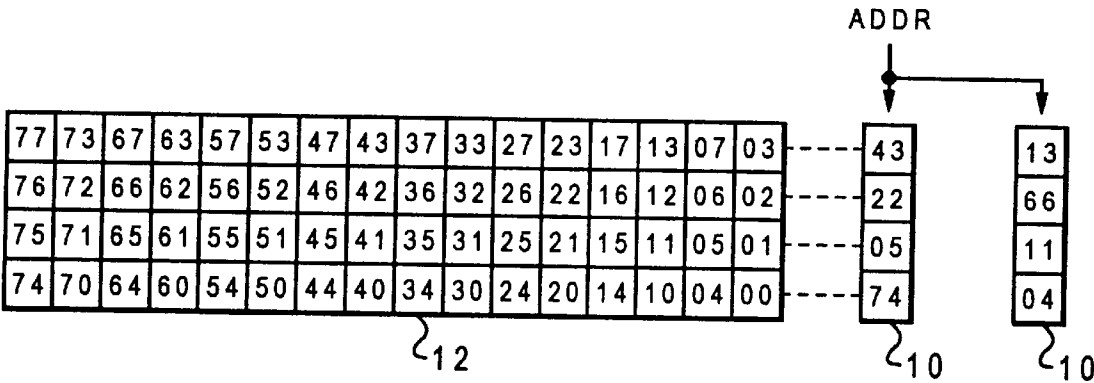 ADDR
77 73 67 63 57 53 47 43 37 33 27 23 17 13 07 03 43 13
76 72 66 62 56 52 46 42 36 32 26 22 16 12 06 02 22 66
75 71 65 61 55 51 45 41 35 31 25 21 15 11 05 01 05 11
74 70 64 60 54 50 44 40 34 30 24 20 14 10 04 00 74 04
12 10 10